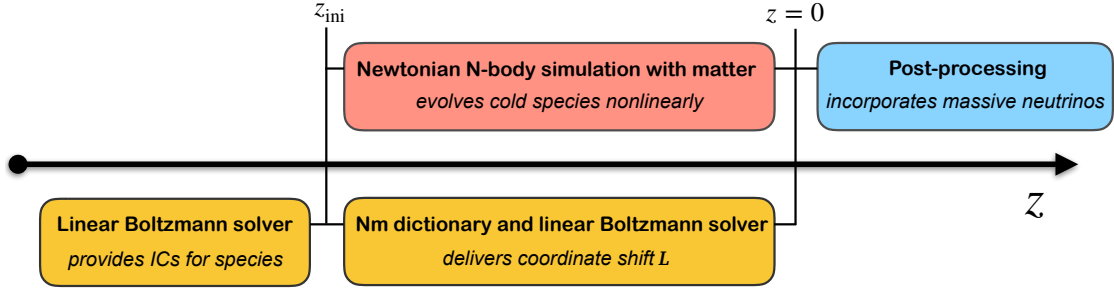 z_ini
z = 0
Newtonian N-body simulation with matter
evolves cold species nonlinearly
Post-processing
incorporates massive neutrinos
z
Linear Boltzmann solver
provides ICs for species
Nm dictionary and linear Boltzmann solver
delivers coordinate shift L